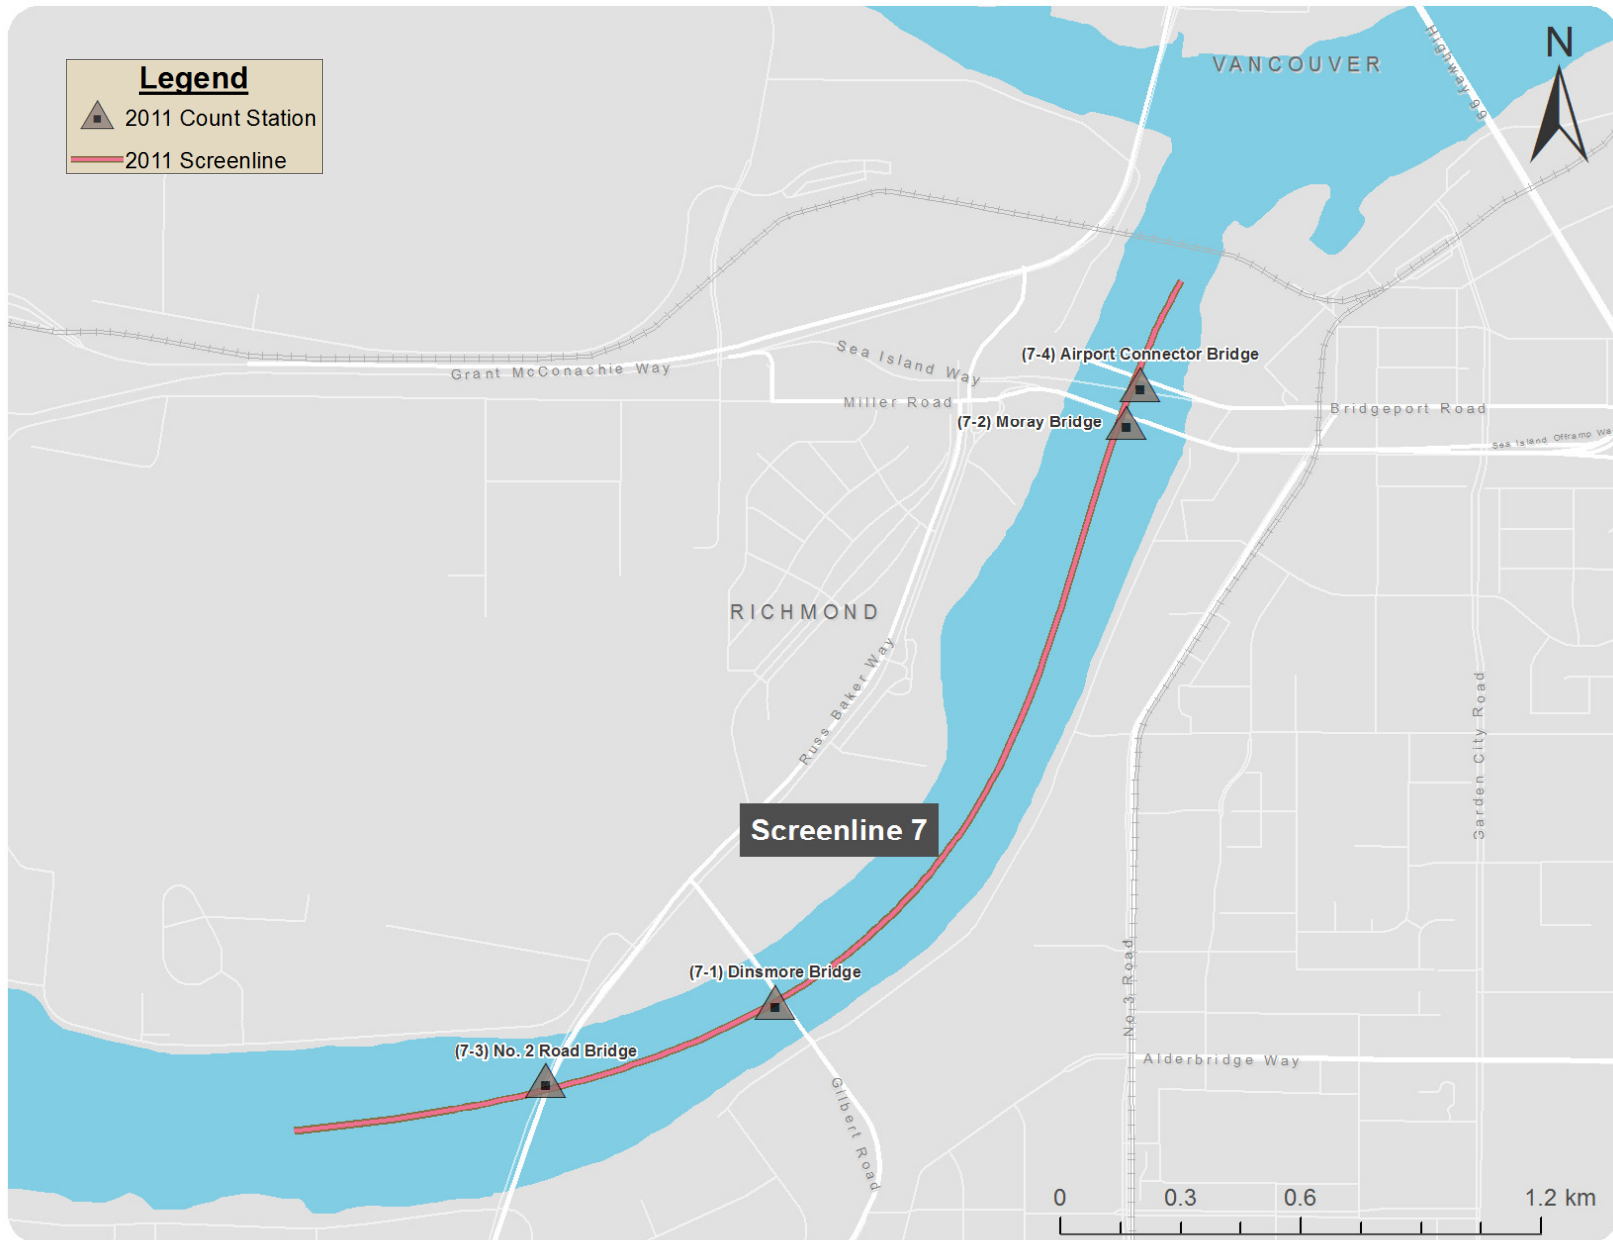 Legend
2011 Count Station
2011 Screenline
VANCOUVER
Highway 99
N
(7-4) Airport Connector Bridge
Sea Island Way
Grant McConachie Way
Miller Road
Bridgeport Road
(7-2) Moray Bridge
Sea Island Offramp Wa
RICHMOND
Russ Baker Way
Garden City Road
Screenline 7
(7-1) Dinsmore Bridge
No 3 Road
(7-3) No. 2 Road Bridge
Alderbridge Way
Gilbert Road
0 0.3 0.6 1.2 km